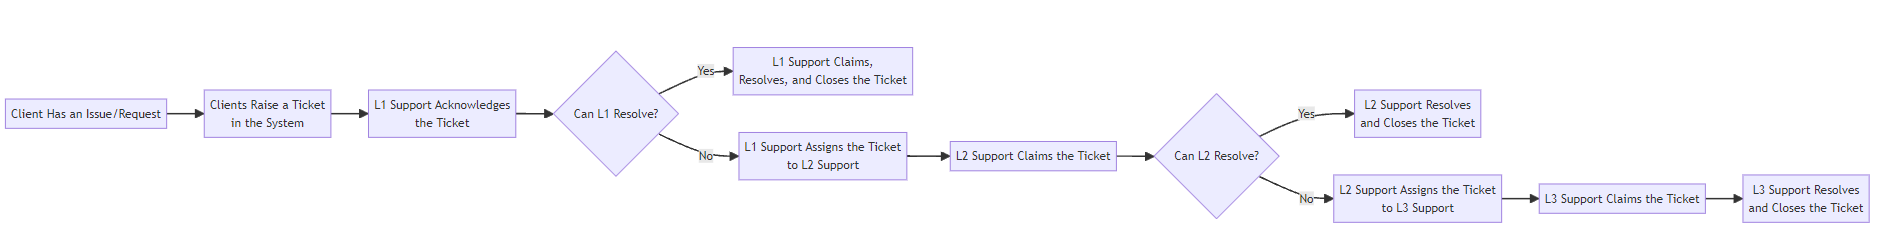 Client Has an Issue/Request
Clients Raise a Ticket
in the System
L1 Support Acknowledges
the Ticket
Can L1 Resolve?
Yes
L1 Support Claims,
Resolves, and Closes the Ticket
No
L1 Support Assigns the Ticket
to L2 Support
L2 Support Claims the Ticket
Can L2 Resolve?
Yes
L2 Support Resolves
and Closes the Ticket
No
L2 Support Assigns the Ticket
to L3 Support
L3 Support Claims the Ticket
L3 Support Resolves
and Closes the Ticket